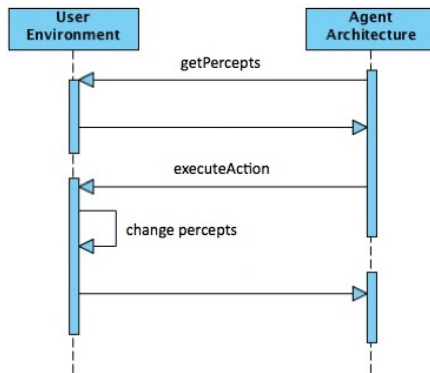 User
Environment
Agent
Architecture
getPercepts
executeAction
change percepts